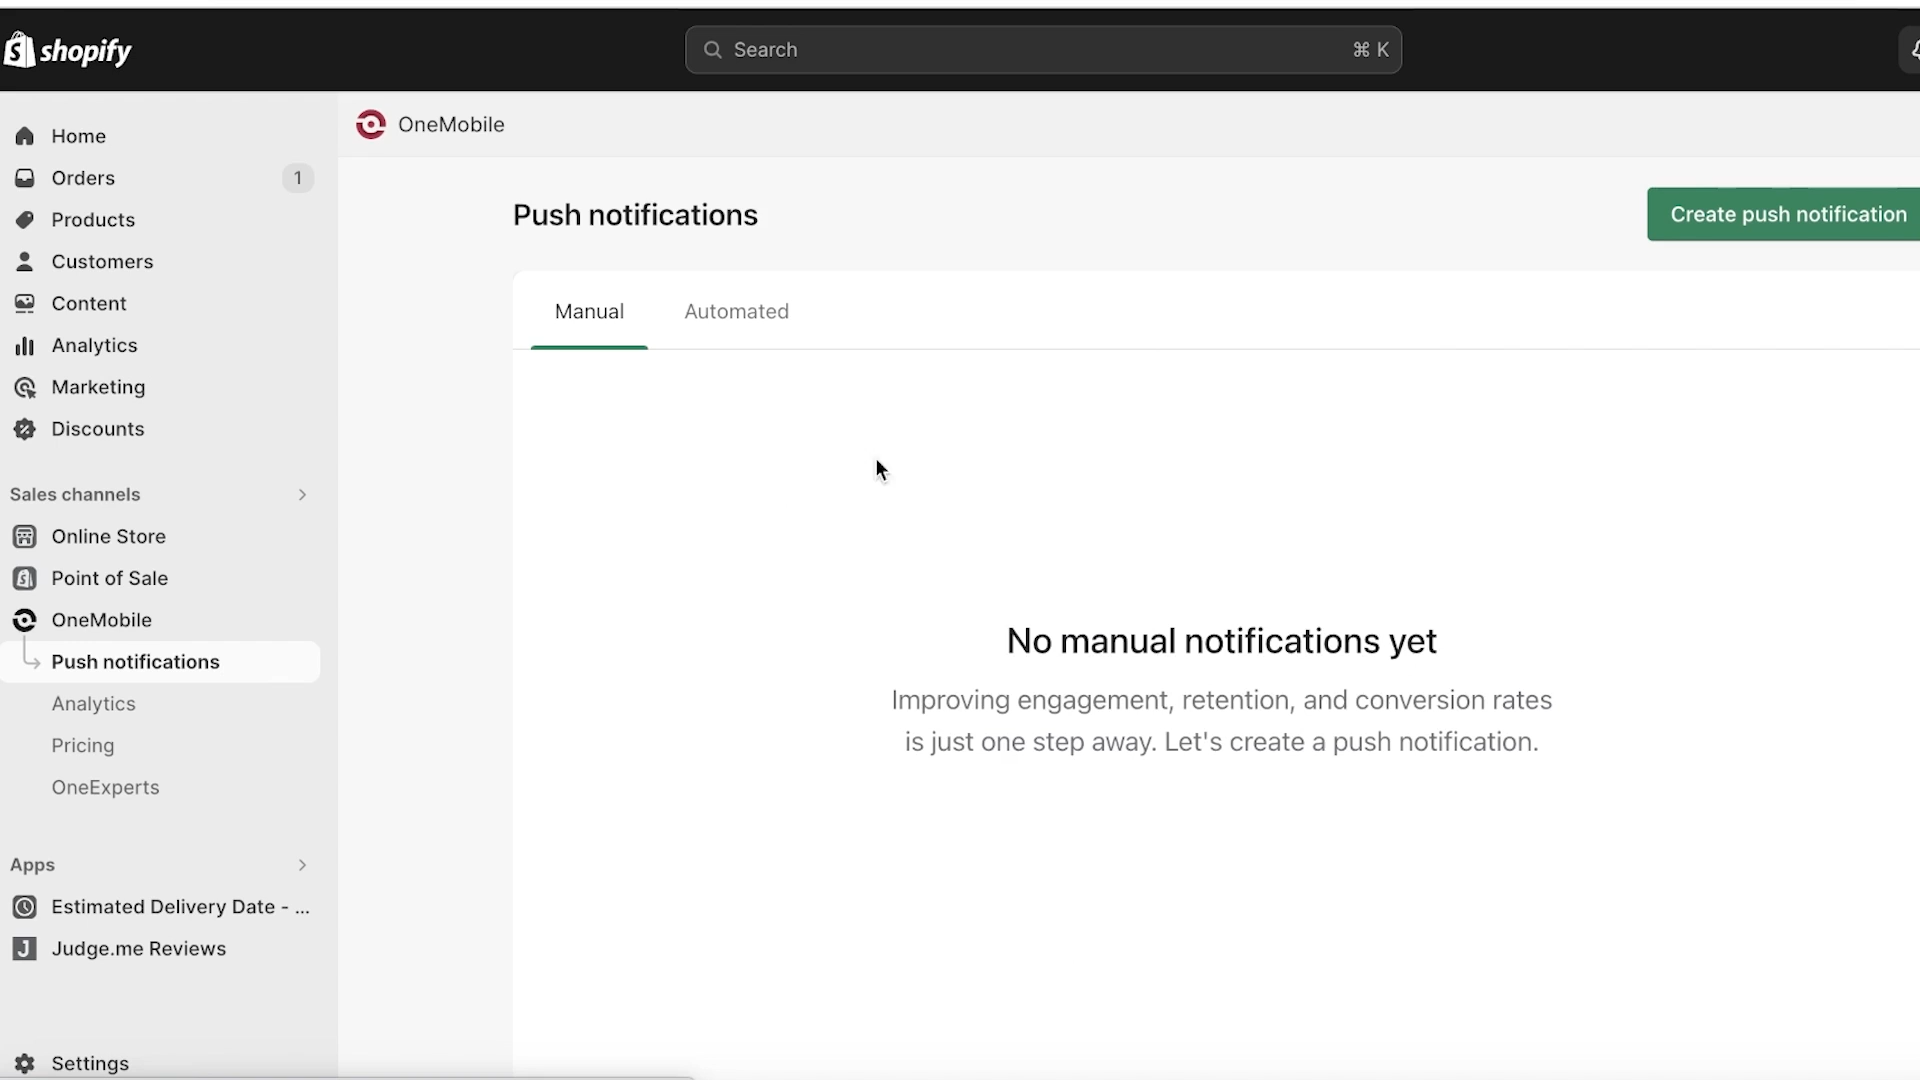 shopify
Search
⌘ K
Home
Orders
1
Products
Customers
Content
Analytics
Marketing
Discounts
Sales channels
Online Store
Point of Sale
OneMobile
Push notifications
Analytics
Pricing
OneExperts
Apps
Estimated Delivery Date - ...
J
Judge.me Reviews
Settings
OneMobile
Push notifications
Create push notification
Manual
Automated
No manual notifications yet
Improving engagement, retention, and conversion rates
is just one step away. Let's create a push notification.